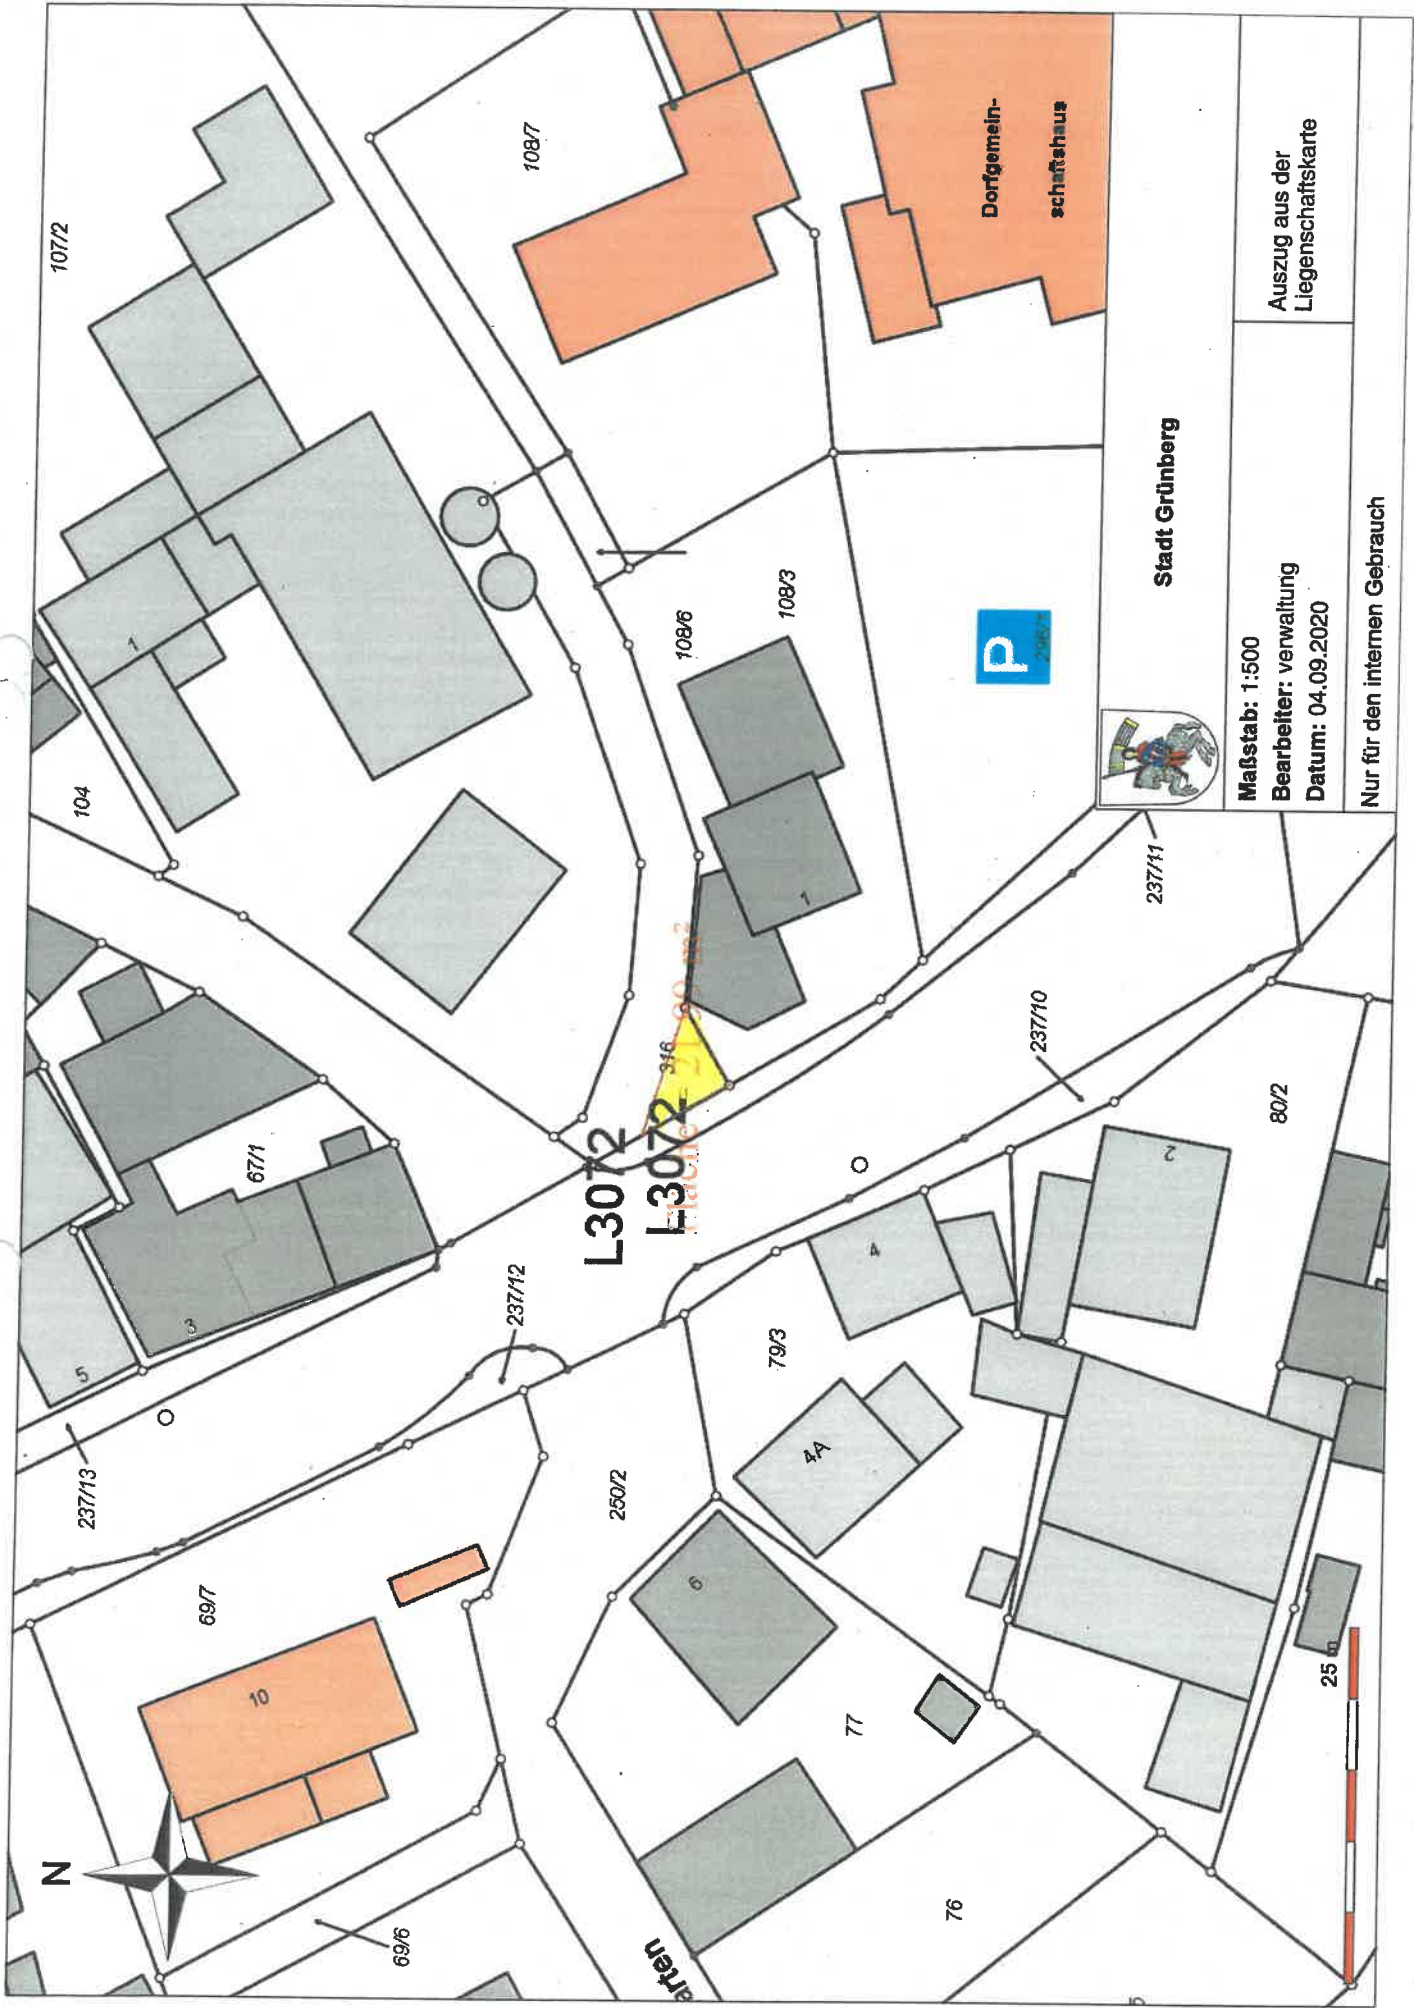 N
69/6
10
69/7
237/13
5
3
67/1
104
1
107/2
108/7
108/6
108/3
1
316
L3072
L3072
237/12
250/2
79/3
4
4A
6
77
76
2
80/2
237/10
237/11
P
Dorfgemein-
schaftshaus
arten
25 m
Stadt Grünberg
Maßstab: 1:500
Bearbeiter: verwaltung
Datum: 04.09.2020
Auszug aus der
Liegenschaftskarte
Nur für den internen Gebrauch